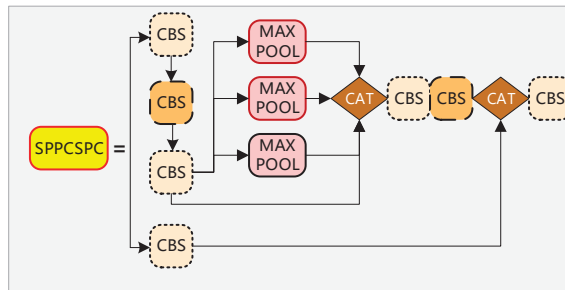 CBS
MAX
POOL
CBS
MAX
POOL
CAT
CBS
CBS
CAT
CBS
SPPCSPC =
MAX
POOL
CBS
CBS